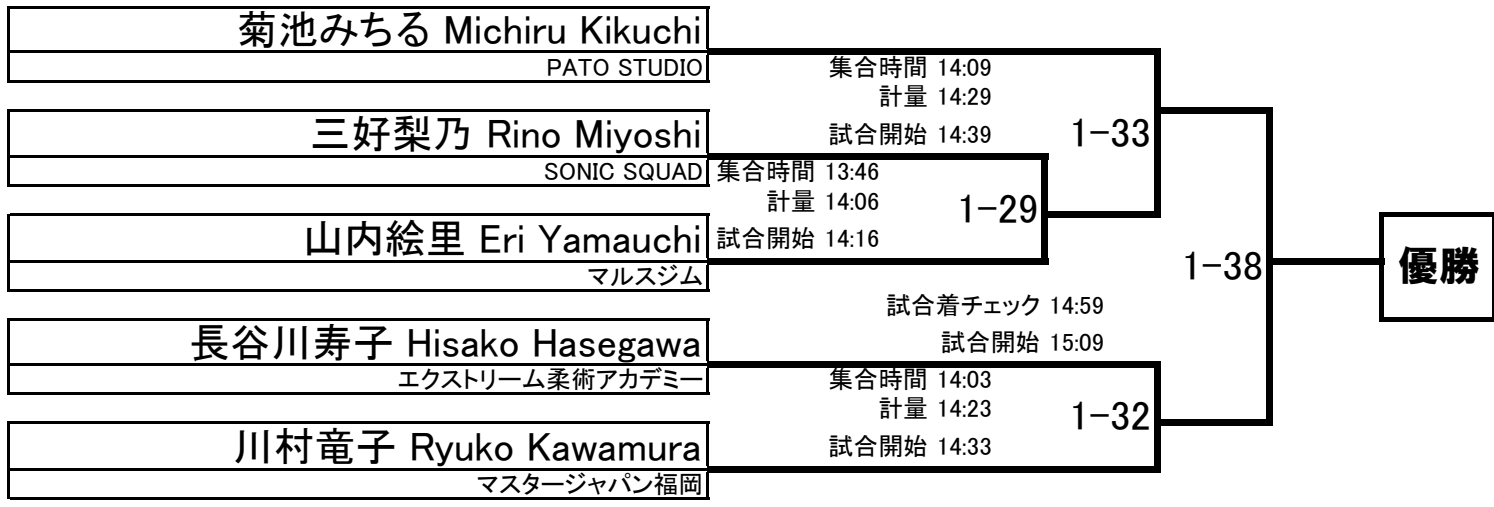 菊池みちる Michiru Kikuchi
PATO STUDIO
集合時間 14:09
計量 14:29
試合開始 14:39
1-33
三好梨乃 Rino Miyoshi
SONIC SQUAD
集合時間 13:46
計量 14:06
試合開始 14:16
1-29
山内絵里 Eri Yamauchi
マルスジム
1-38
優勝
試合着チェック 14:59
試合開始 15:09
長谷川寿子 Hisako Hasegawa
エクストリーム柔術アカデミー
集合時間 14:03
計量 14:23
試合開始 14:33
1-32
川村竜子 Ryuko Kawamura
マスタージャパン福岡